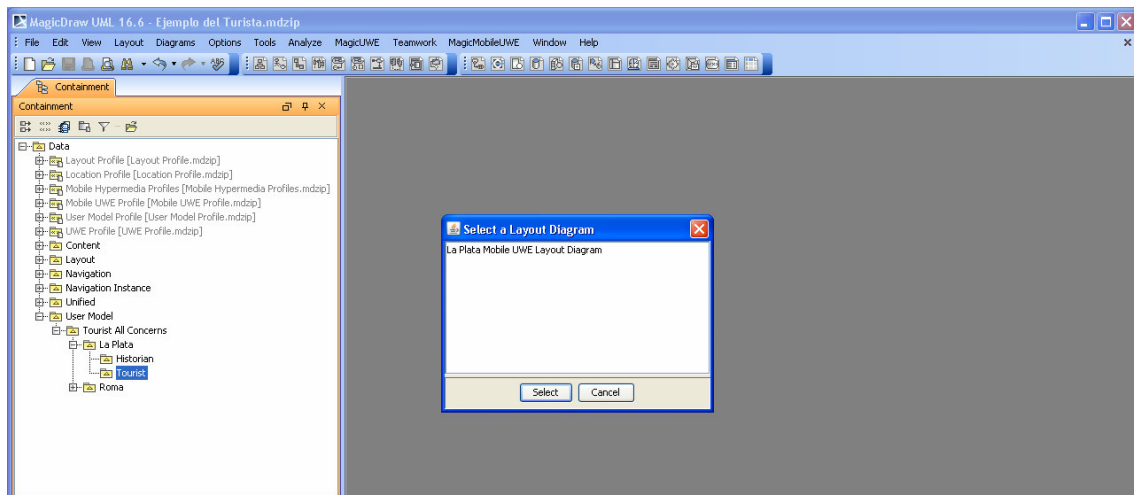 MagicDraw UML 16.6 - Ejemplo del Turista.mdzip
File Edit View Layout Diagrams Options Tools Analyze MagicUWE Teamwork MagicMobileUWE Window Help
Containment
Containment
Data
Layout Profile [Layout Profile.mdzip]
Location Profile [Location Profile.mdzip]
Mobile Hypermedia Profiles [Mobile Hypermedia Profiles.mdzip]
Mobile UWE Profile [Mobile UWE Profile.mdzip]
User Model Profile [User Model Profile.mdzip]
UWE Profile [UWE Profile.mdzip]
Content
Layout
Navigation
Navigation Instance
Unified
User Model
Tourist All Concerns
La Plata
Historian
Tourist
Roma
Select a Layout Diagram
La Plata Mobile UWE Layout Diagram
Select Cancel